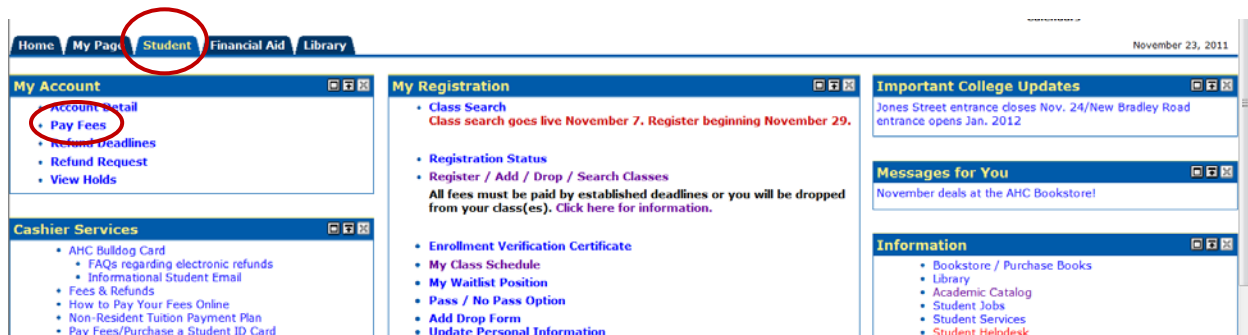 Calendars
Home My Page Student Financial Aid Library
November 23, 2011
My Account
Account Detail
Pay Fees
Refund Deadlines
Refund Request
View Holds
Cashier Services
AHC Bulldog Card
FAQs regarding electronic refunds
Informational Student Email
Fees & Refunds
How to Pay Your Fees Online
Non-Resident Tuition Payment Plan
Pay Fees/Purchase a Student ID Card
My Registration
Class Search
Class search goes live November 7. Register beginning November 29.
Registration Status
Register / Add / Drop / Search Classes
All fees must be paid by established deadlines or you will be dropped
from your class(es). Click here for information.
Enrollment Verification Certificate
My Class Schedule
My Waitlist Position
Pass / No Pass Option
Add Drop Form
Update Personal Information
Important College Updates
Jones Street entrance closes Nov. 24/New Bradley Road
entrance opens Jan. 2012
Messages for You
November deals at the AHC Bookstore!
Information
Bookstore / Purchase Books
Library
Academic Catalog
Student Jobs
Student Services
Student Helpdesk